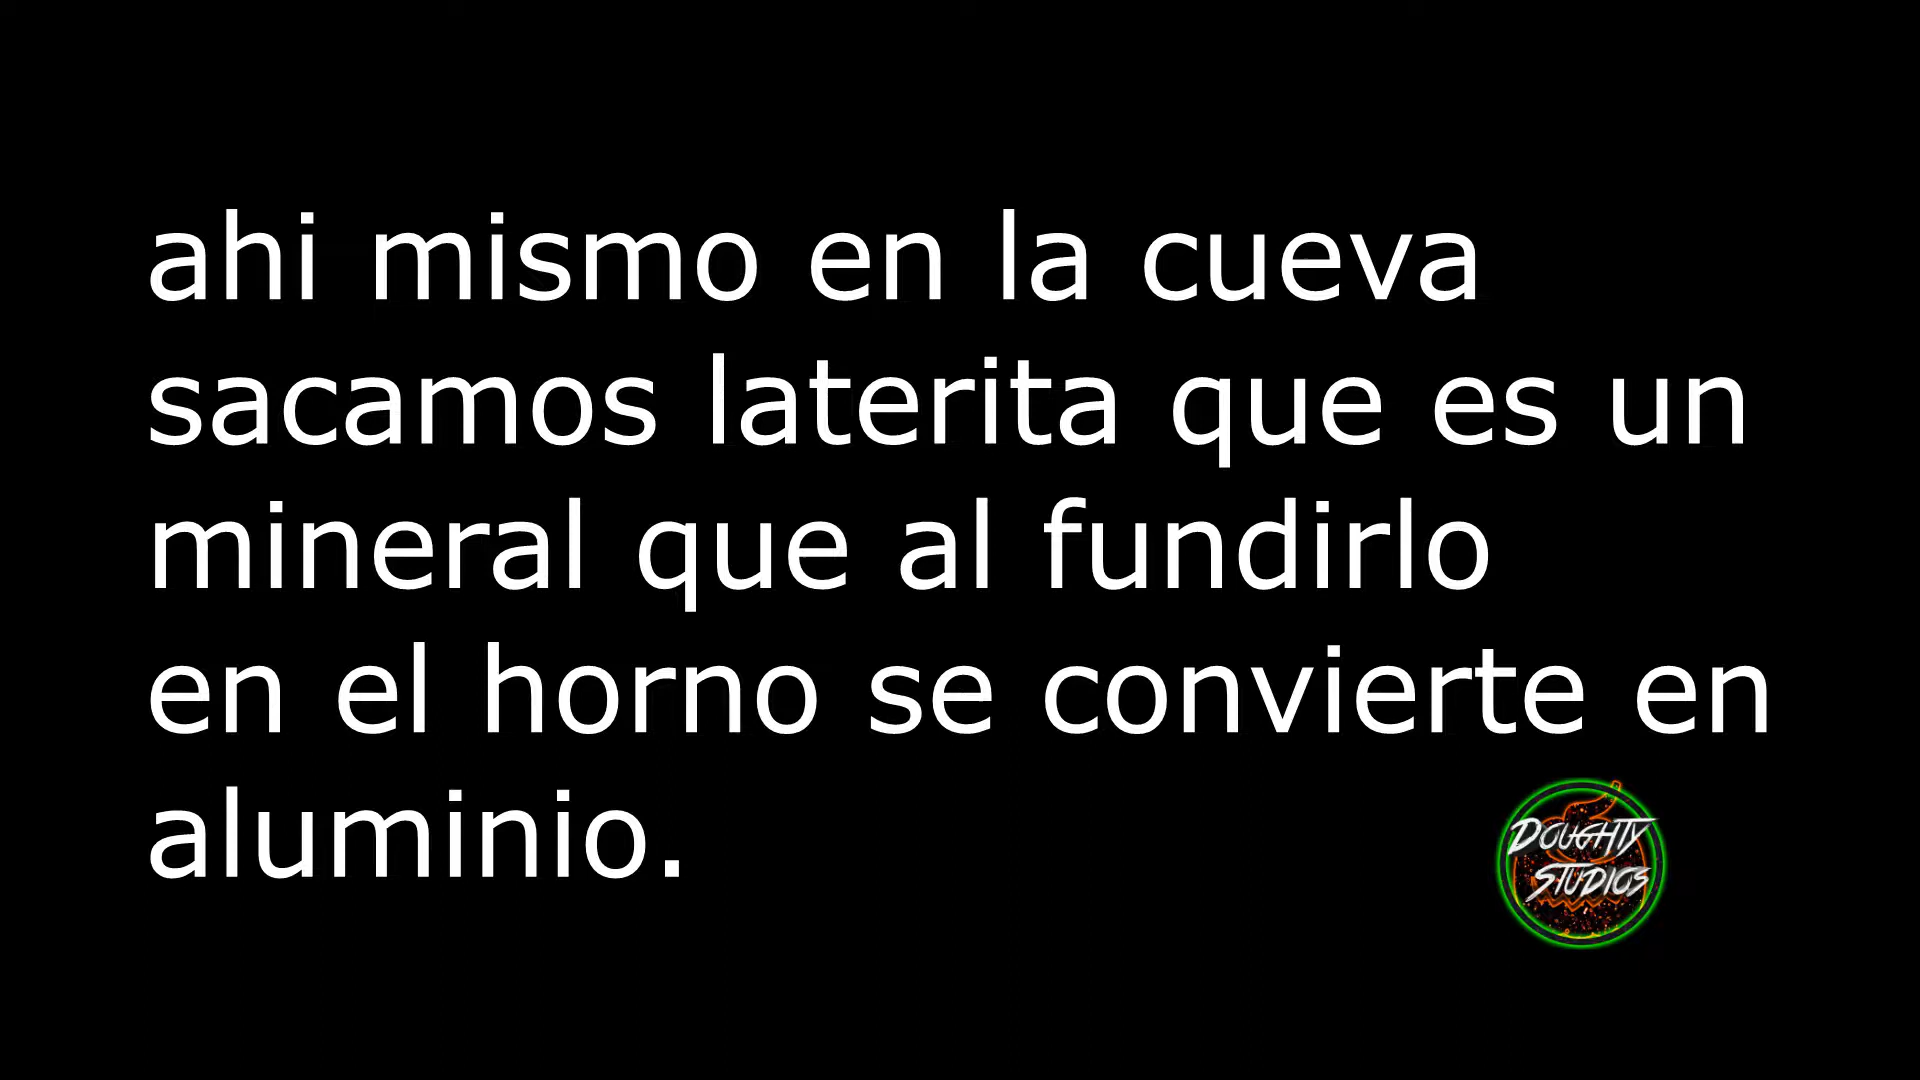 ahi mismo en la cueva
sacamos laterita que es un
mineral que al fundirlo
en el horno se convierte en
aluminio.
DOUGHTY
STUDIOS